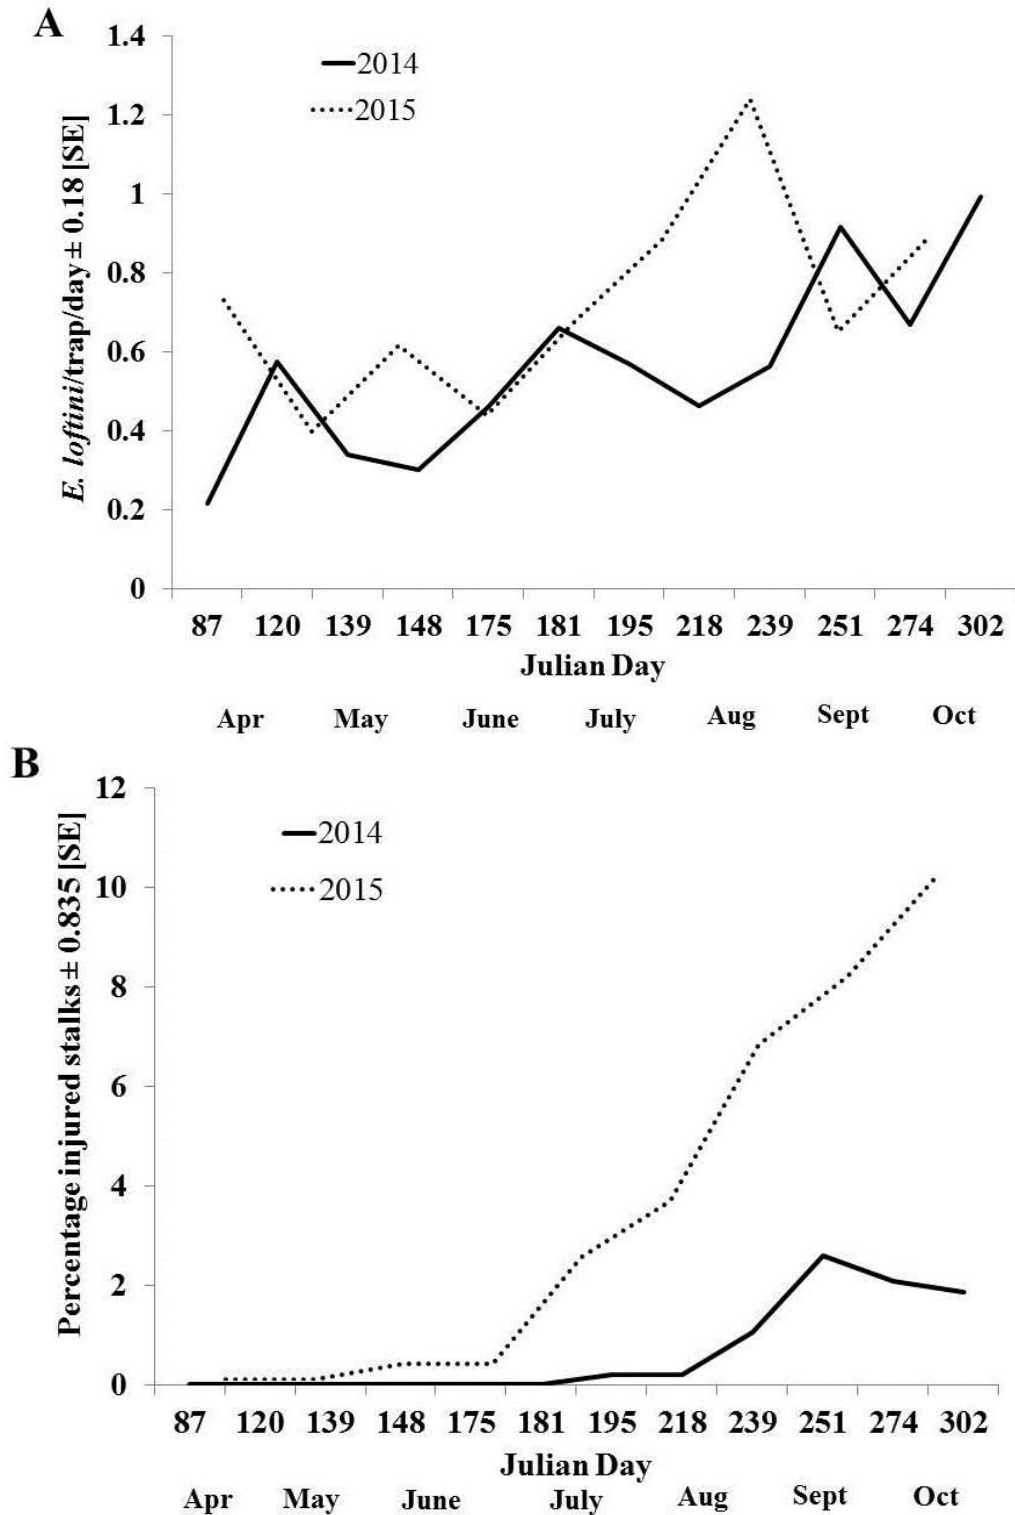 A
1.4
1.2
1
0.8
0.6
0.4
0.2
0
E. loftini/trap/day ± 0.18 [SE]
2014
2015
87 120 139 148 175 181 195 218 239 251 274 302
Julian Day
Apr May June July Aug Sept Oct
B
12
10
8
6
4
2
0
Percentage injured stalks ± 0.835 [SE]
2014
2015
87 120 139 148 175 181 195 218 239 251 274 302
Julian Day
Apr May June July Aug Sept Oct